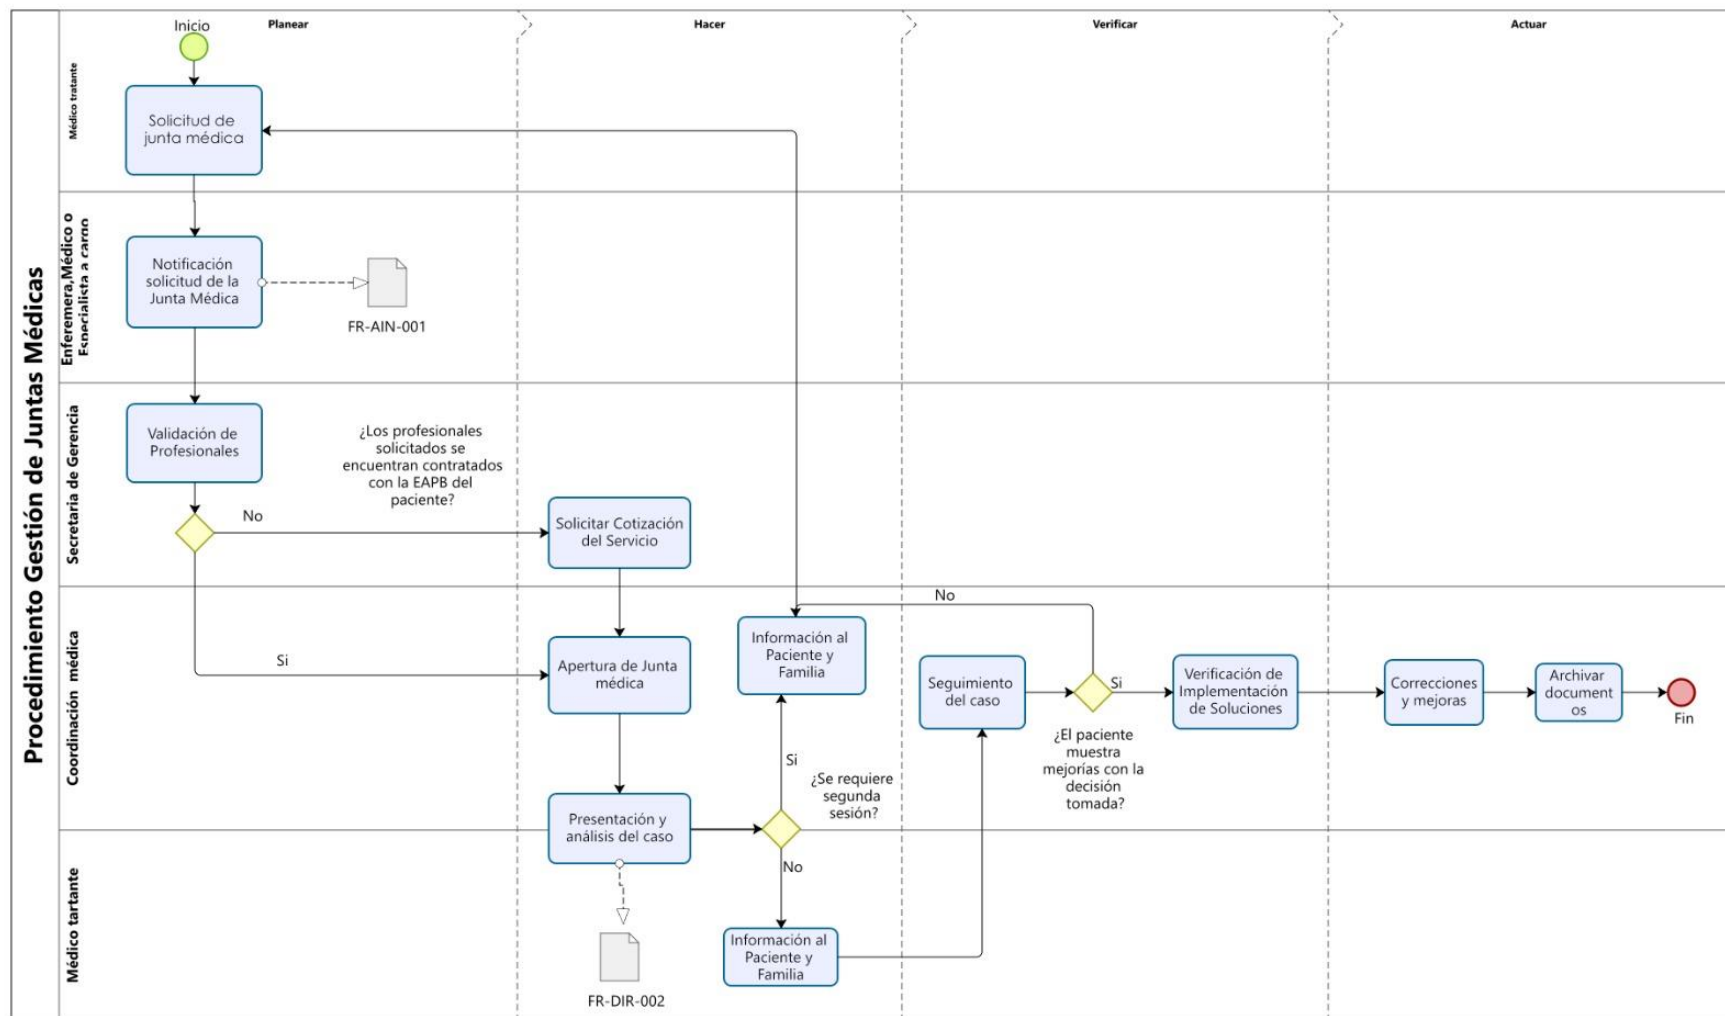 Procedimiento Gestión de Juntas Médicas
Planear
Hacer
Verificar
Actuar
Médico tratante
Inicio
Solicitud de
junta médica
Enferemera,Médico o
Especialista a cargo
Notificación
solicitud de la
Junta Médica
FR-AIN-001
Secretaria de Gerencia
Validación de
Profesionales
¿Los profesionales
solicitados se
encuentran contratados
con la EAPB del
paciente?
No
Solicitar Cotización
del Servicio
Coordinación médica
Si
Apertura de Junta
médica
Información al
Paciente y
Familia
No
Seguimiento
del caso
Si
Verificación de
Implementación
de Soluciones
Correcciones
y mejoras
Archivar
document
os
Fin
¿El paciente
muestra
mejorías con la
decisión
tomada?
Si
¿Se requiere
segunda
sesión?
Presentación y
análisis del caso
Médico tartante
No
Información al
Paciente y
Familia
FR-DIR-002